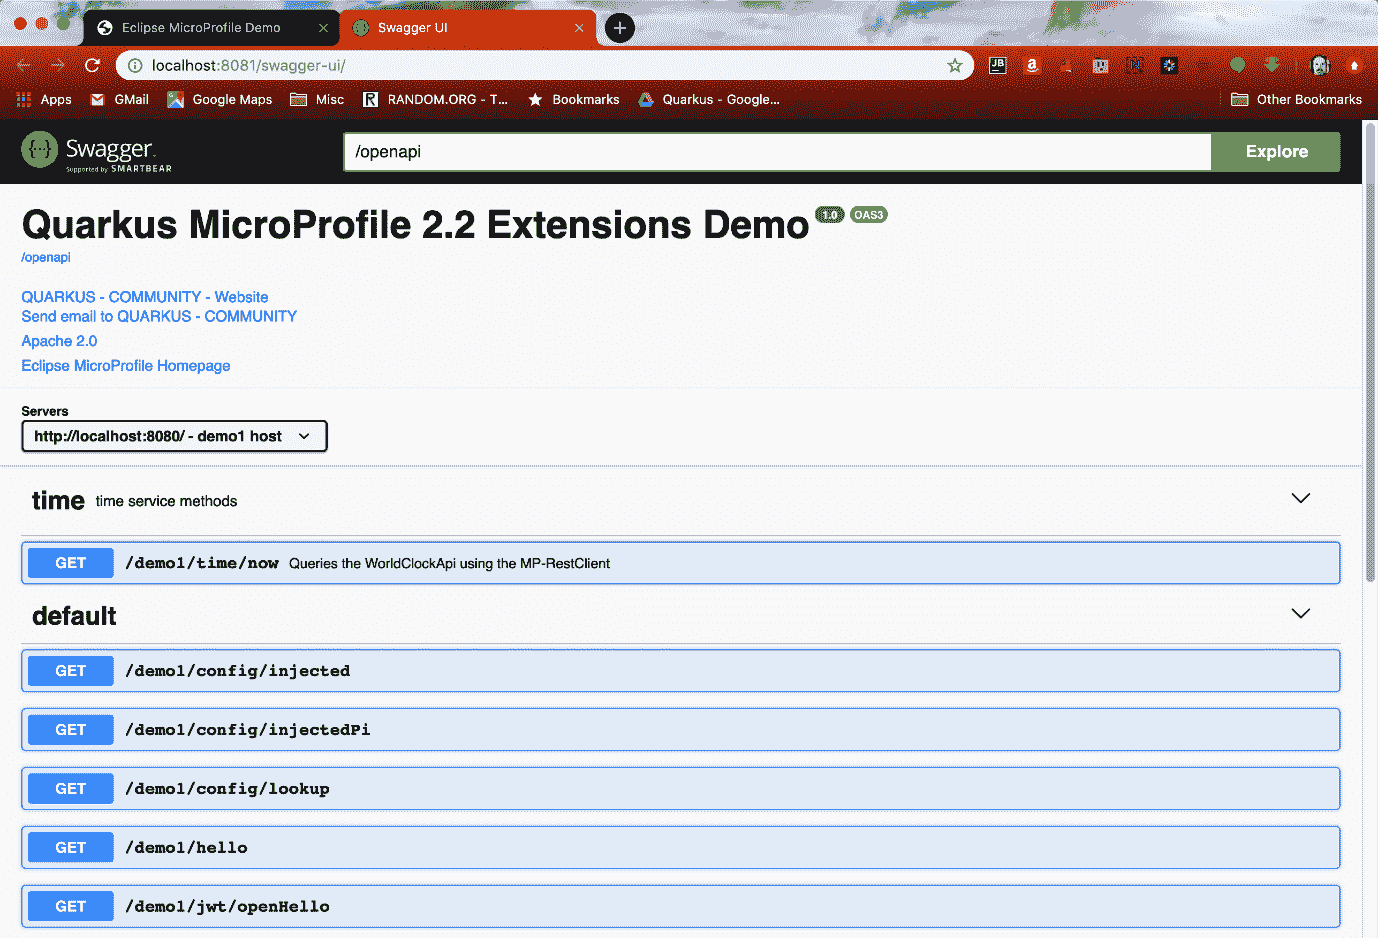 Eclipse MicroProfile Demo
Swagger UI
localhost:8081/swagger-ui/
Apps
GMail
Google Maps
Misc
RANDOM.ORG - T...
Bookmarks
Quarkus - Google...
Other Bookmarks
Swagger.
Supported by SMARTBEAR
/openapi
Explore
Quarkus MicroProfile 2.2 Extensions Demo 1.0 OAS3
/openapi
QUARKUS - COMMUNITY - Website
Send email to QUARKUS - COMMUNITY
Apache 2.0
Eclipse MicroProfile Homepage
Servers
http://localhost:8080/ - demo1 host
time time service methods
GET /demo1/time/now Queries the WorldClockApi using the MP-RestClient
default
GET /demo1/config/injected
GET /demo1/config/injectedPi
GET /demo1/config/lookup
GET /demo1/hello
GET /demo1/jwt/openHello